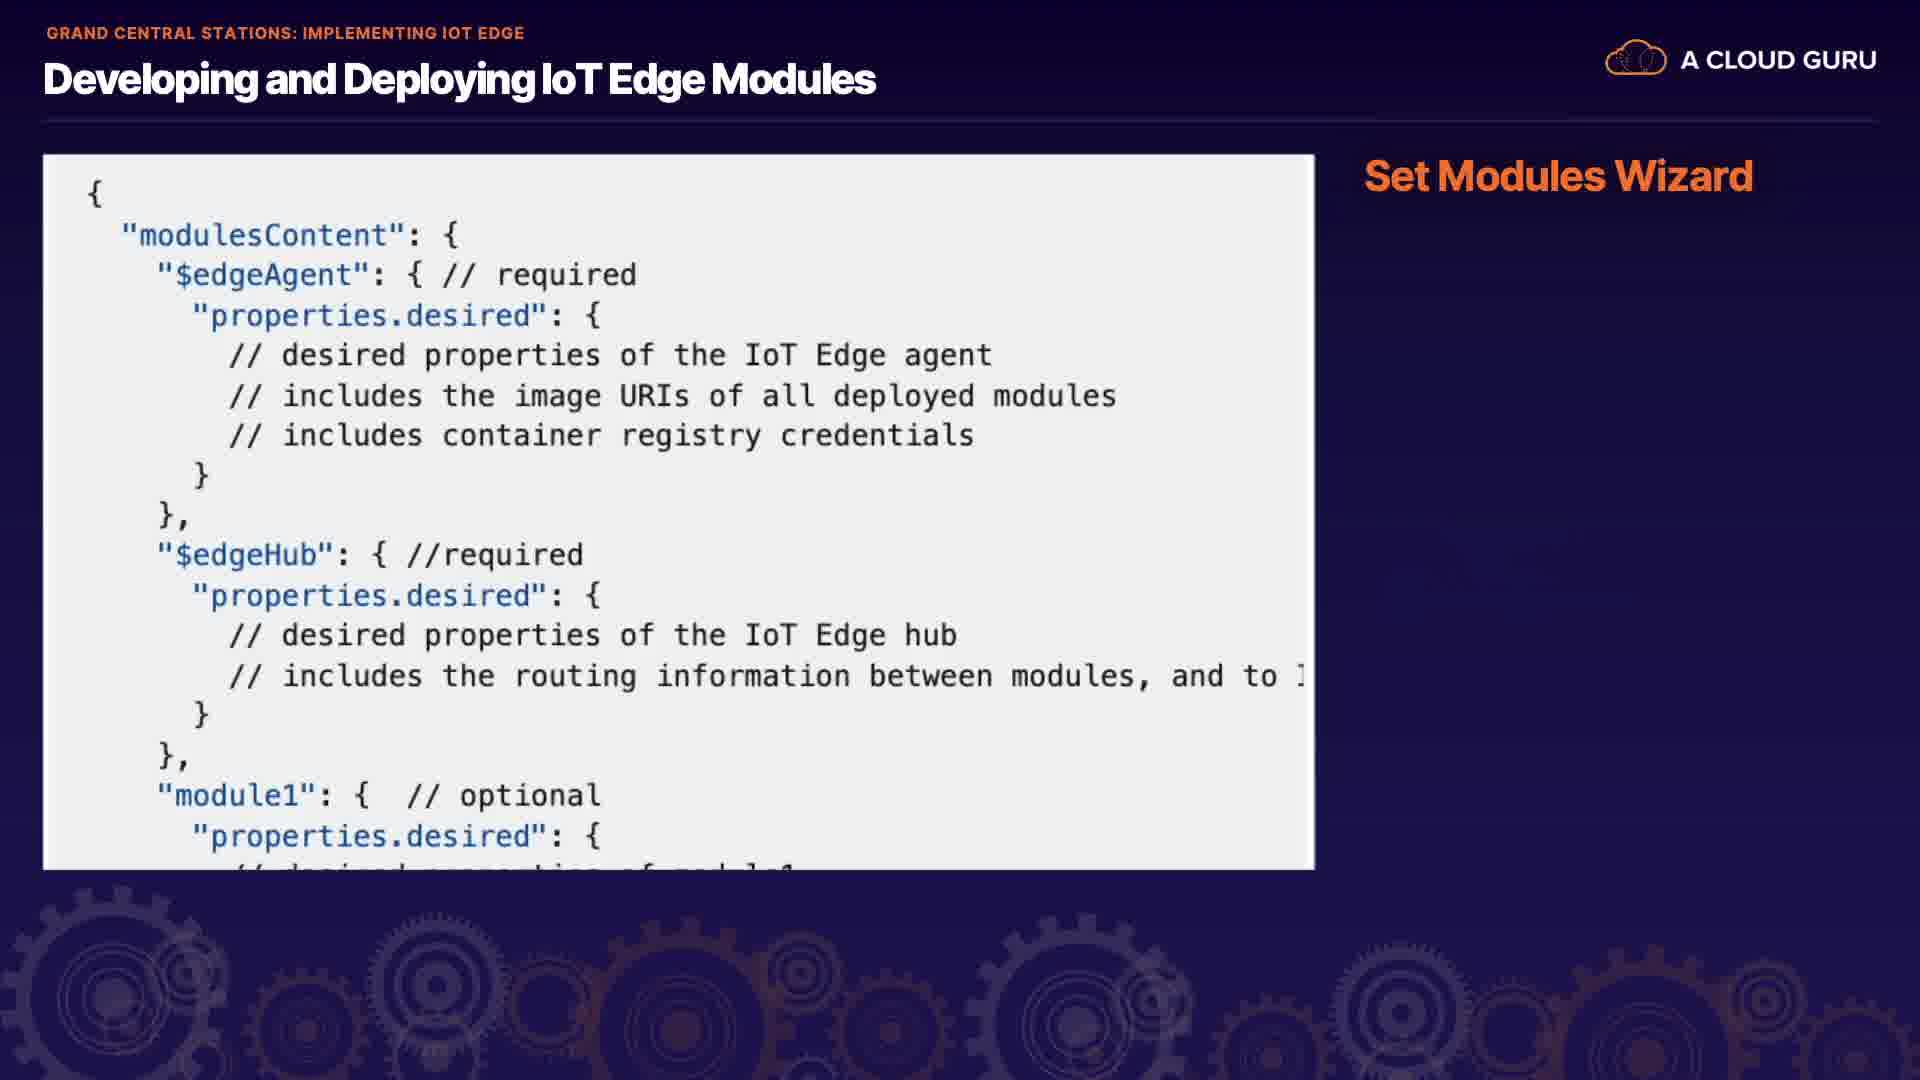 GRAND CENTRAL STATIONS: IMPLEMENTING IOT EDGE
Developing and Deploying IoT Edge Modules
A CLOUD GURU
Set Modules Wizard
{
"modulesContent": {
"$edgeAgent": { // required
"properties.desired": {
// desired properties of the IoT Edge agent
// includes the image URIs of all deployed modules
// includes container registry credentials
}
},
"$edgeHub": { //required
"properties.desired": {
// desired properties of the IoT Edge hub
// includes the routing information between modules, and to
}
},
"module1": {  // optional
"properties.desired": {